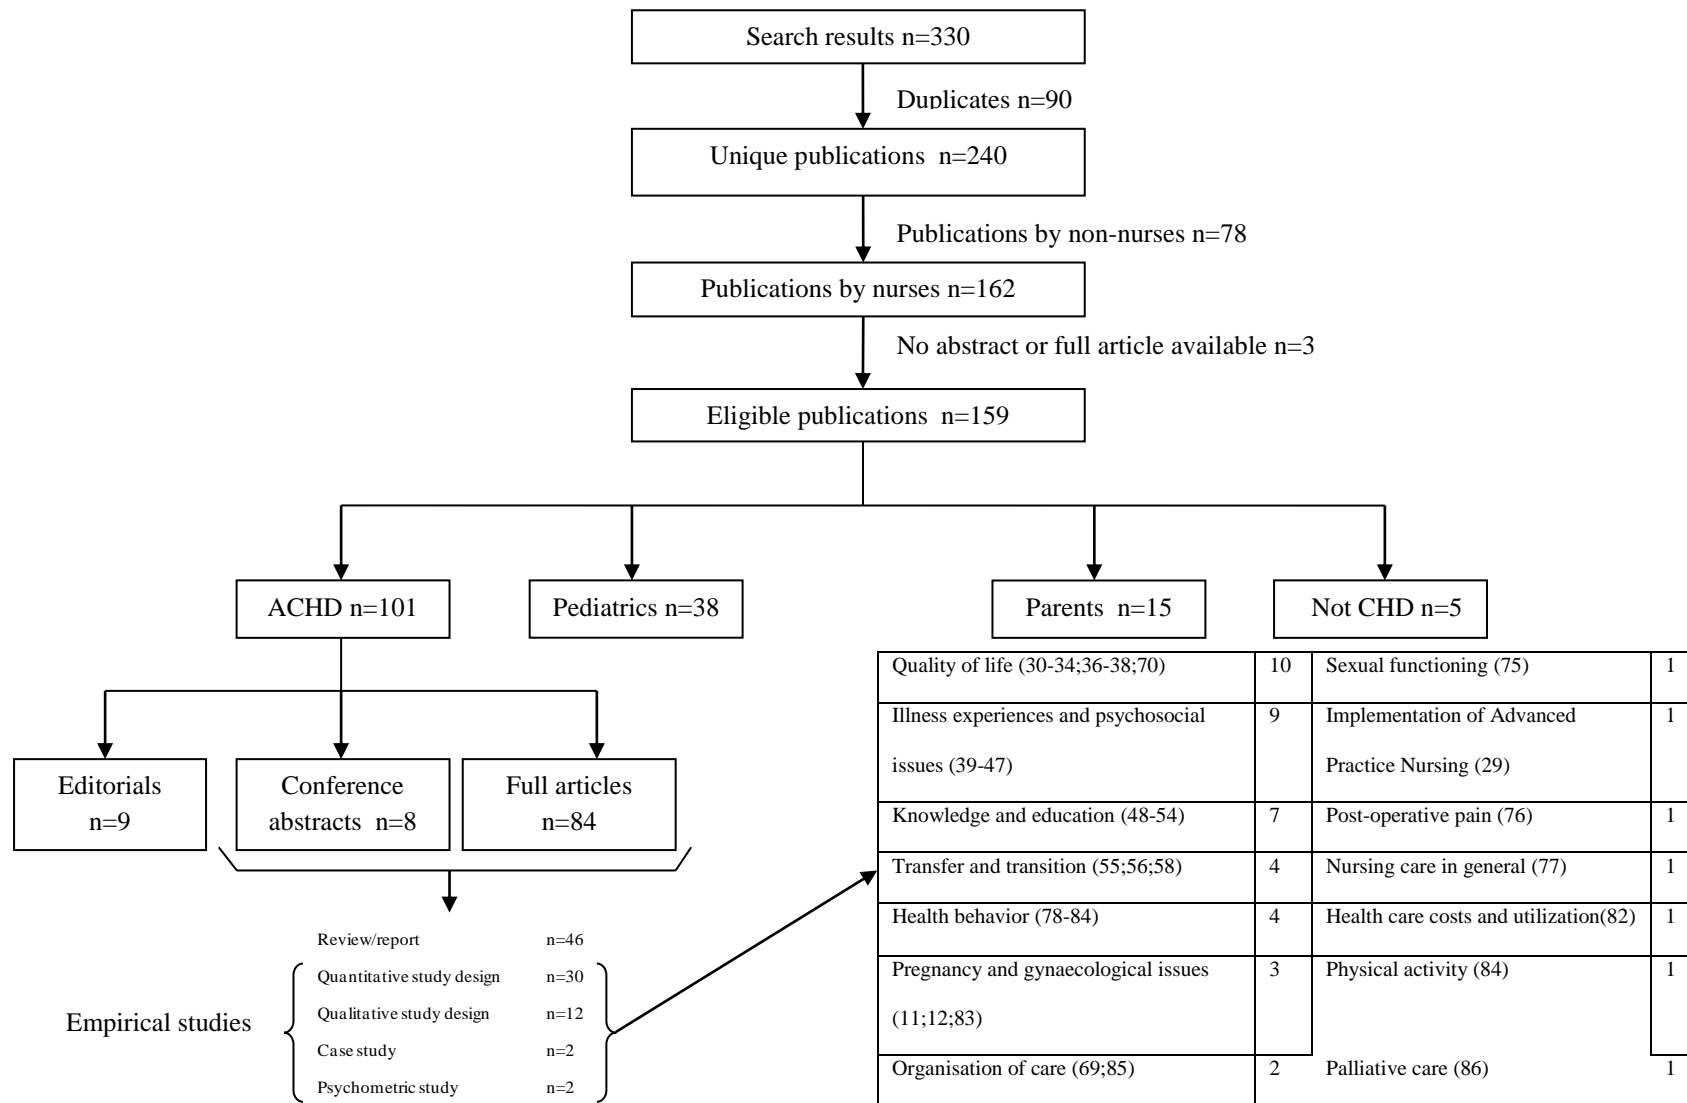 Search results n=330
Duplicates n=90
Unique publications n=240
Publications by non-nurses n=78
Publications by nurses n=162
No abstract or full article available n=3
Eligible publications n=159
ACHD n=101
Pediatrics n=38
Parents n=15
Not CHD n=5
Editorials
n=9
Conference
abstracts n=8
Full articles
n=84
Review/report n=46
Quantitative study design n=30
Qualitative study design n=12
Case study n=2
Psychometric study n=2
Empirical studies
Quality of life (30-34;36-38;70) 10 Sexual functioning (75) 1
Illness experiences and psychosocial 9 Implementation of Advanced 1
issues (39-47) Practice Nursing (29)
Knowledge and education (48-54) 7 Post-operative pain (76) 1
Transfer and transition (55;56;58) 4 Nursing care in general (77) 1
Health behavior (78-84) 4 Health care costs and utilization(82) 1
Pregnancy and gynaecological issues 3 Physical activity (84) 1
(11;12;83)
Organisation of care (69;85) 2 Palliative care (86) 1